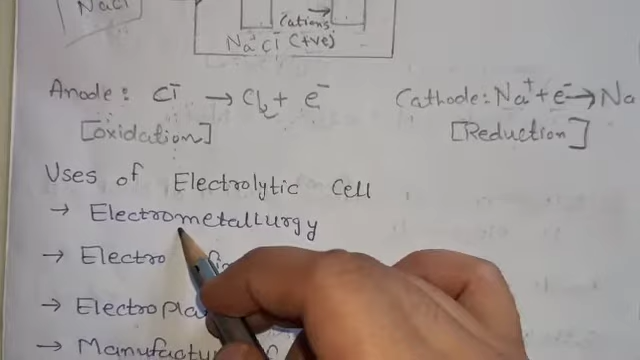 NaCl
Cations
Na⁺Cl⁻ (+ve)
Anode: Cl⁻ → Cl₂ + e⁻
Cathode: Na⁺ + e⁻ → Na
[Oxidation]
[Reduction]
Uses of Electrolytic Cell
→ Electrometallurgy
→ Electro
→ Electropla
→ Manufactu